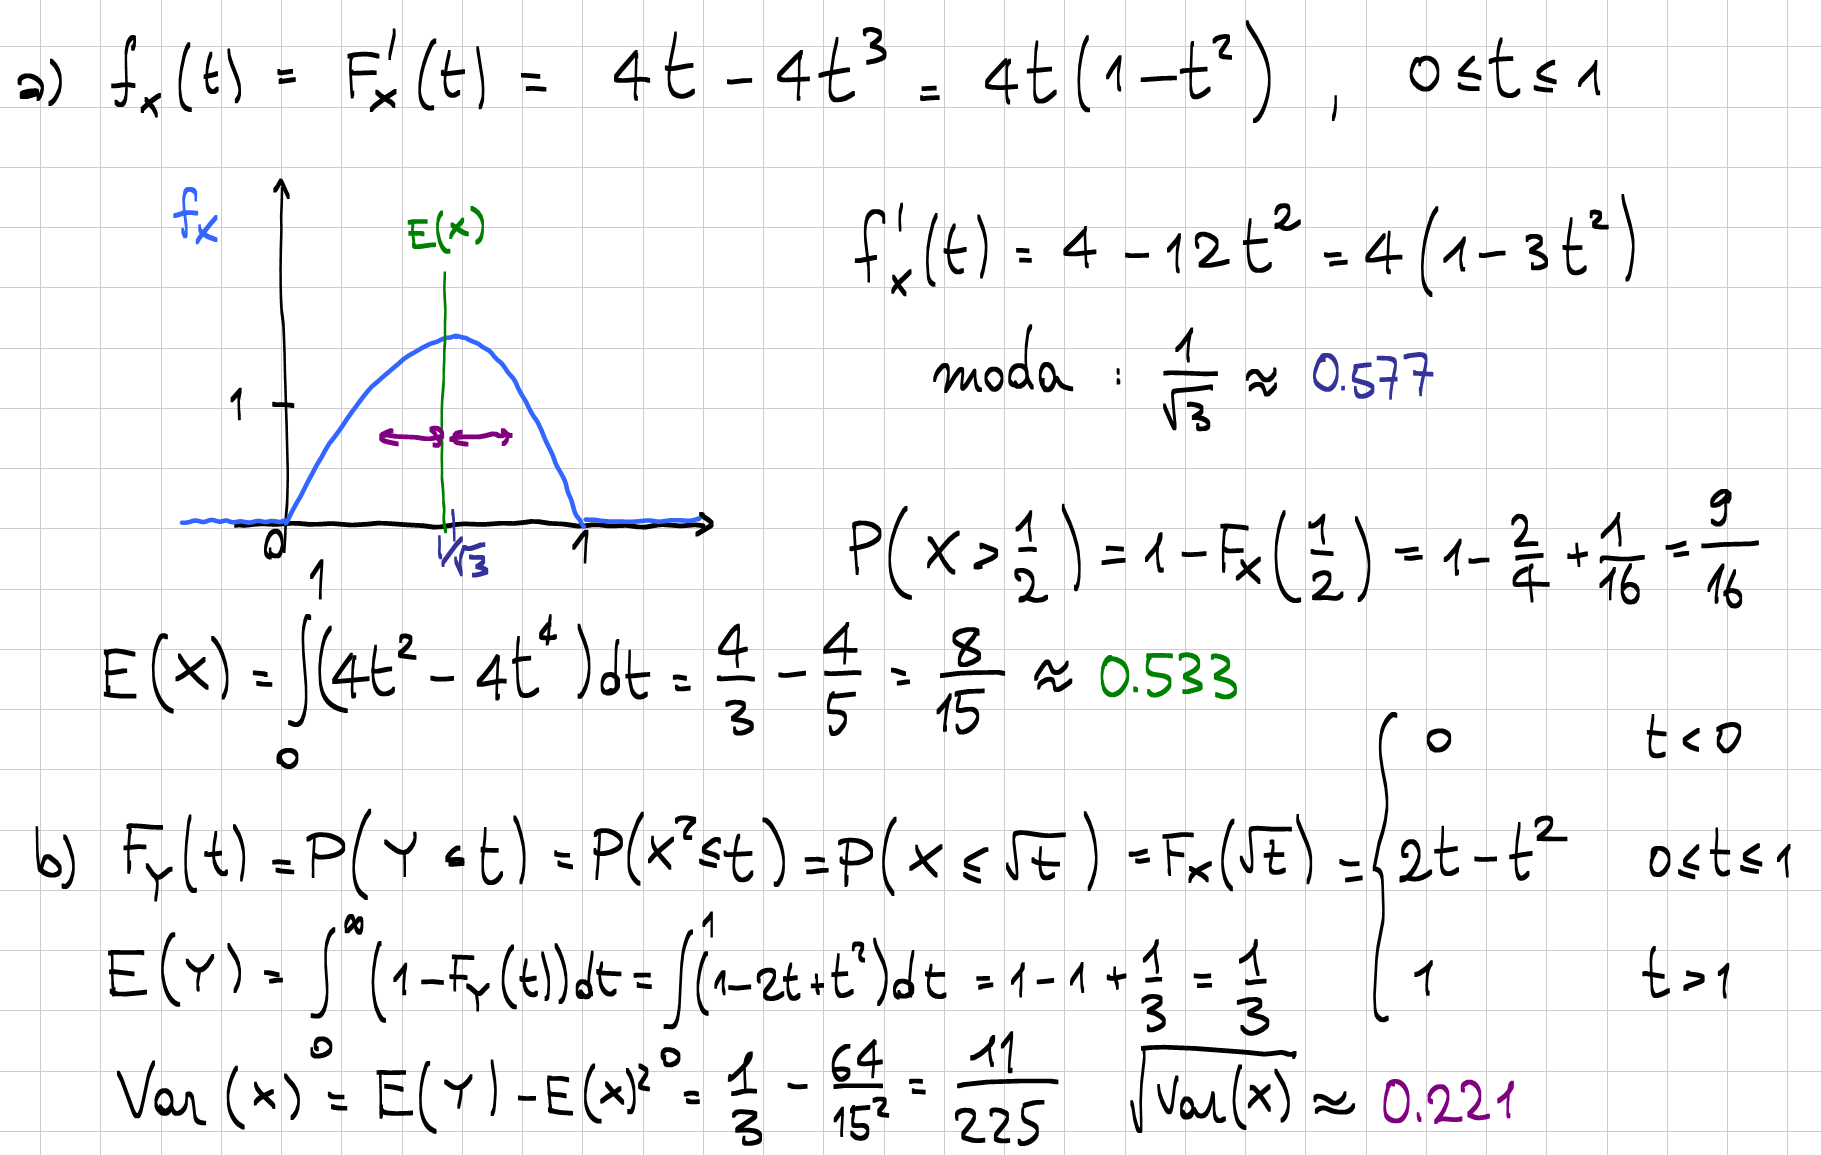 a) f_X(t) = F'_X(t) = 4t - 4t³ = 4t(1-t²), 0≤t≤1
f_X
E(X)
1
0
1/√3
1
f'_X(t) = 4 - 12t² = 4(1-3t²)
moda : 1/√3 ≈ 0.577
P(X > 1/2) = 1 - F_X(1/2) = 1 - 2/4 + 1/16 = 9/16
E(X) = ∫₀¹(4t² - 4t⁴)dt = 4/3 - 4/5 = 8/15 ≈ 0.533
b) F_Y(t) = P(Y ≤ t) = P(X² ≤ t) = P(X ≤ √t) = F_X(√t) = { 0 t<0
2t - t² 0≤t≤1
1 t>1
E(Y) = ∫₀^∞(1-F_Y(t))dt = ∫₀¹(1-2t+t²)dt = 1 - 1 + 1/3 = 1/3
Var(X) = E(Y) - E(X)² = 1/3 - 64/15² = 11/225 √Var(X) ≈ 0.221